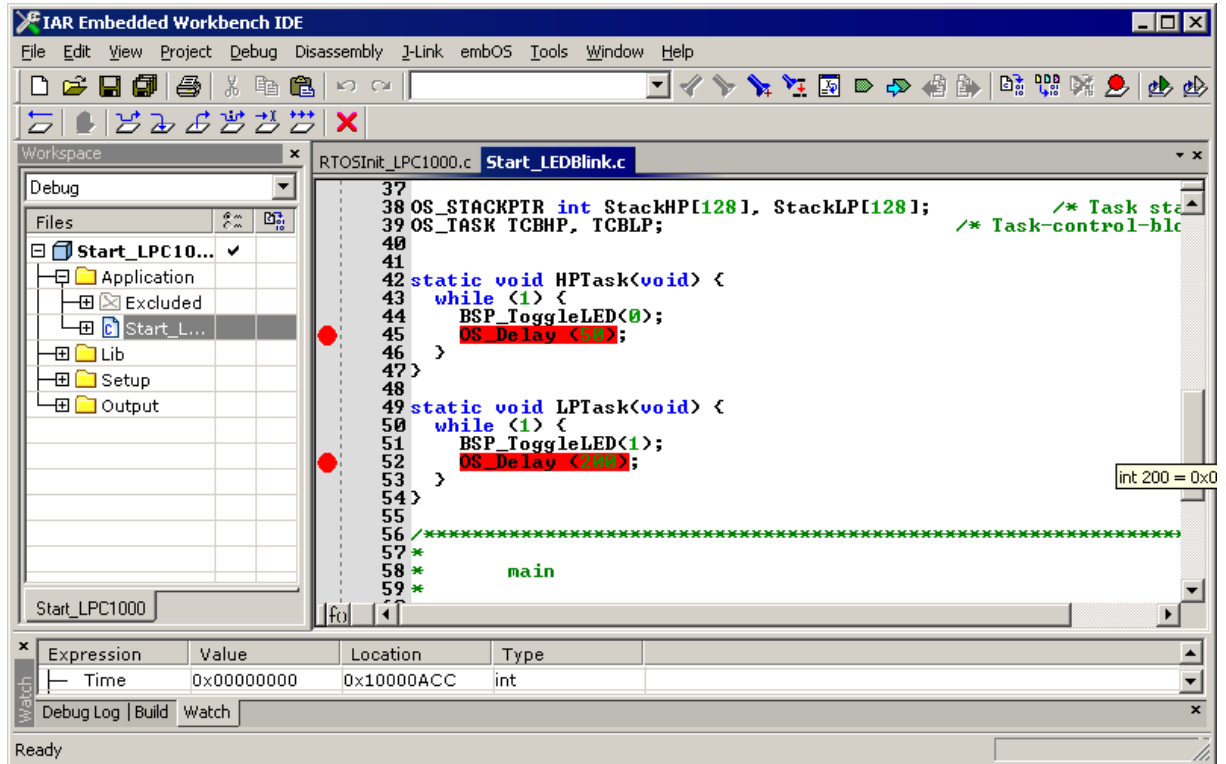 IAR Embedded Workbench IDE
File Edit View Project Debug Disassembly J-Link embOS Tools Window Help
Workspace
Debug
Files
Start_LPC10...
Application
Excluded
Start_L...
Lib
Setup
Output
Start_LPC1000
RTOSInit_LPC1000.c Start_LEDBlink.c
37
38 OS_STACKPTR int StackHP[128], StackLP[128]; /* Task sta
39 OS_TASK TCBHP, TCBLP; /* Task-control-blo
40
41
42 static void HPTask(void) {
43 while (1) {
44 BSP_ToggleLED(0);
45 OS_Delay (50);
46 }
47 }
48
49 static void LPTask(void) {
50 while (1) {
51 BSP_ToggleLED(1);
52 OS_Delay (200);
53 }
54 }
55
56 /**********************************************************************
57 *
58 * main
59 *
int 200 = 0x0
Watch
Expression Value Location Type
Time 0x00000000 0x10000ACC int
Debug Log | Build Watch
Ready